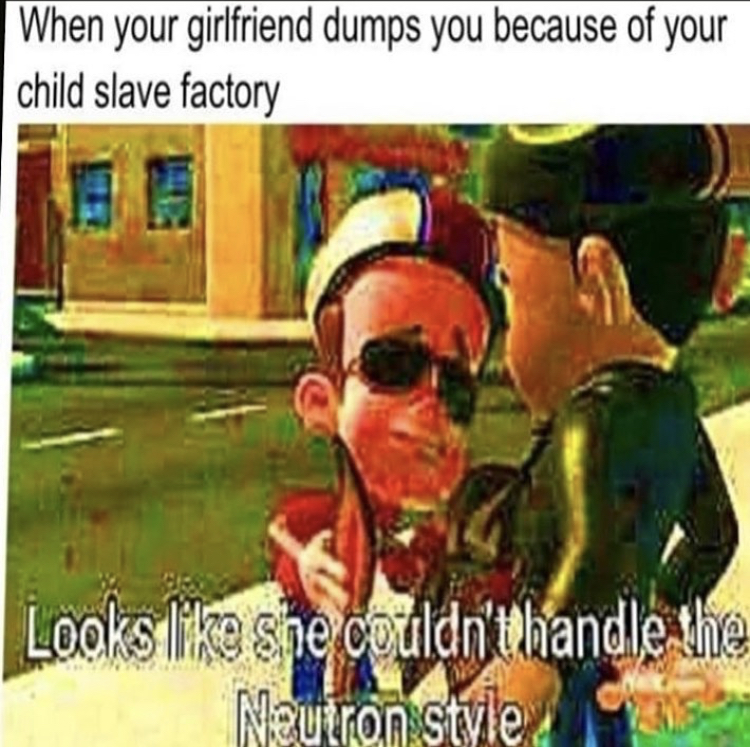 When your girlfriend dumps you because of your
child slave factory
Looks like she couldn't handle the
Neutron style